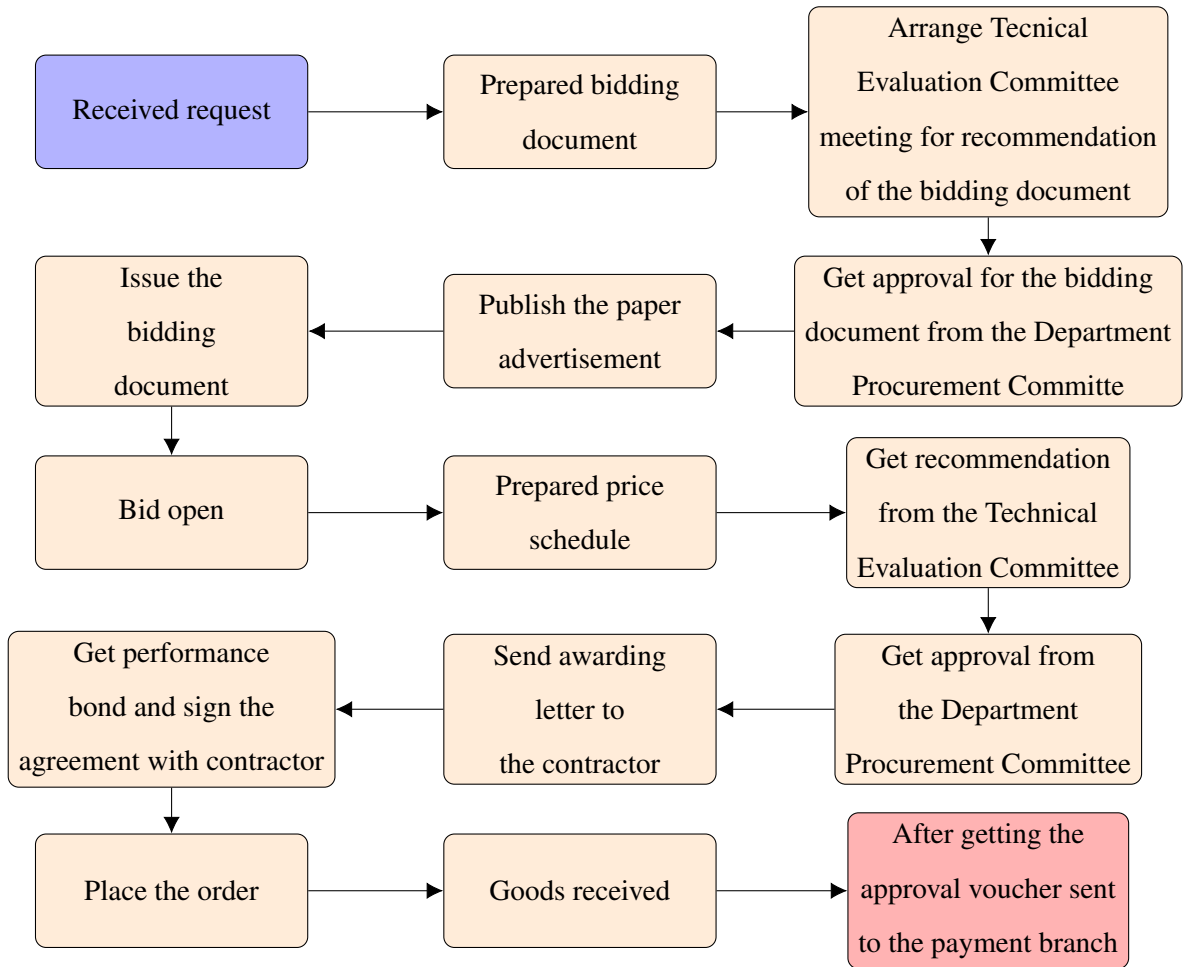 Received request
Prepared bidding
document
Arrange Tecnical
Evaluation Committee
meeting for recommendation
of the bidding document
Get approval for the bidding
document from the Department
Procurement Committe
Publish the paper
advertisement
Issue the
bidding
document
Bid open
Prepared price
schedule
Get recommendation
from the Technical
Evaluation Committee
Get approval from
the Department
Procurement Committee
Send awarding
letter to
the contractor
Get performance
bond and sign the
agreement with contractor
Place the order
Goods received
After getting the
approval voucher sent
to the payment branch